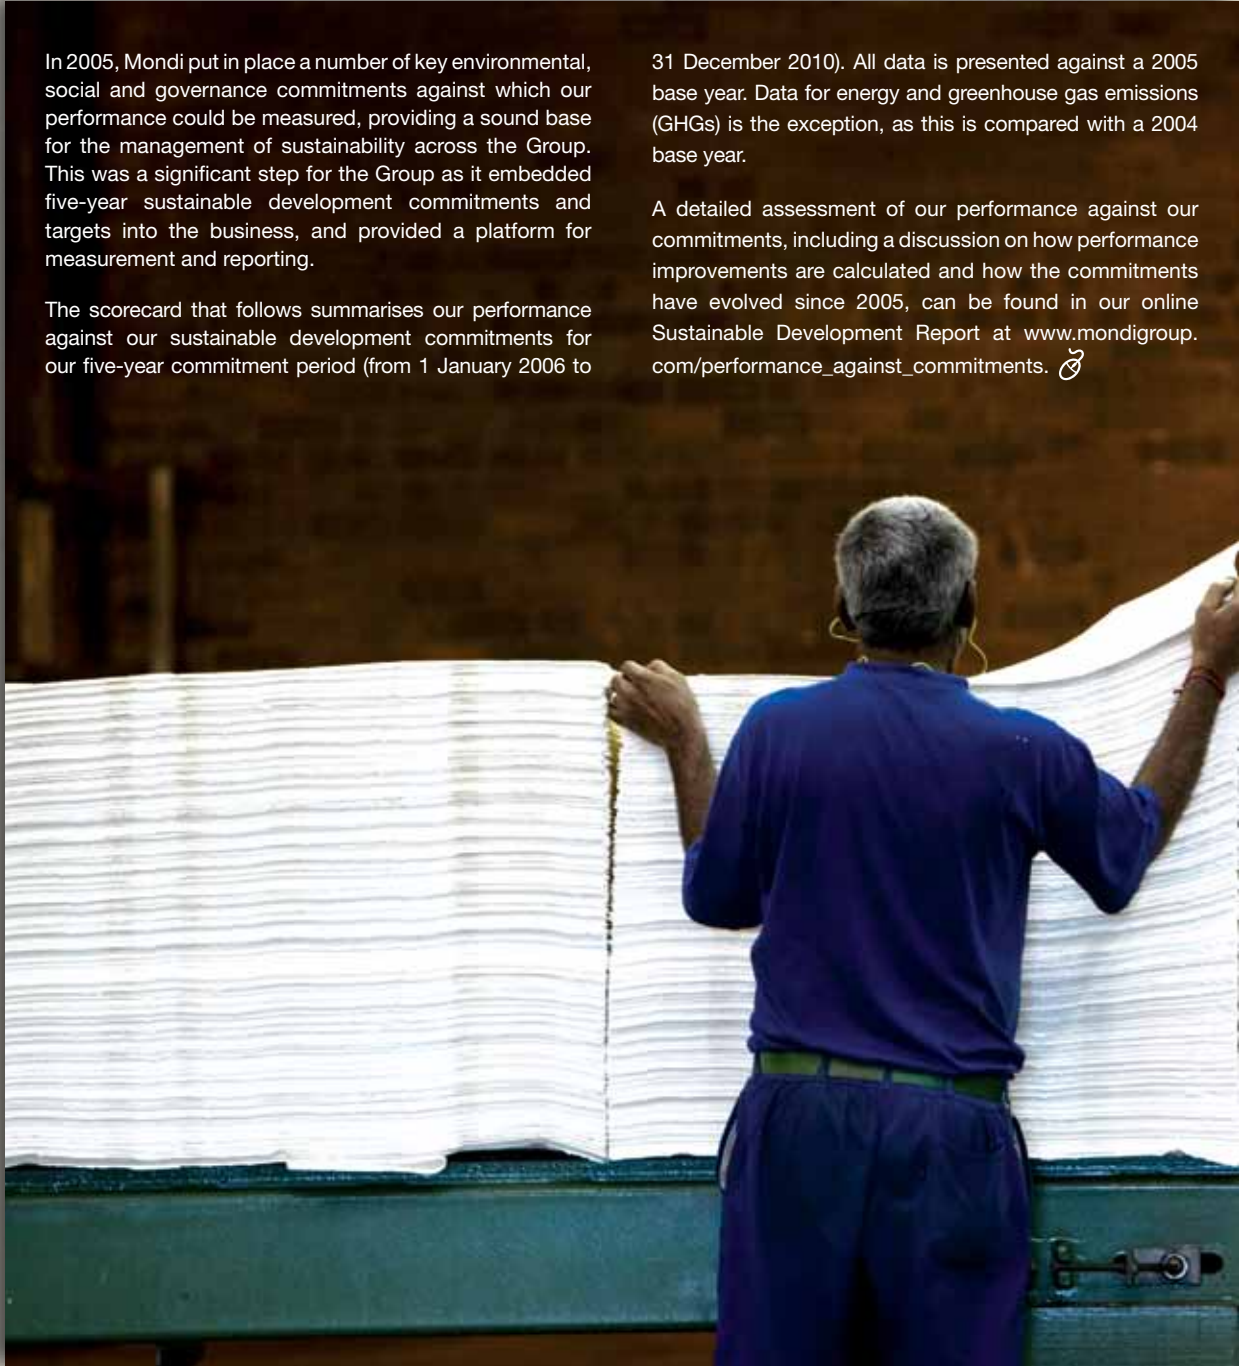 In 2005, Mondi put in place a number of key environmental,
social and governance commitments against which our
performance could be measured, providing a sound base
for the management of sustainability across the Group.
This was a significant step for the Group as it embedded
five-year sustainable development commitments and
targets into the business, and provided a platform for
measurement and reporting.
The scorecard that follows summarises our performance
against our sustainable development commitments for
our five-year commitment period (from 1 January 2006 to
31 December 2010). All data is presented against a 2005
base year. Data for energy and greenhouse gas emissions
(GHGs) is the exception, as this is compared with a 2004
base year.
A detailed assessment of our performance against our
commitments, including a discussion on how performance
improvements are calculated and how the commitments
have evolved since 2005, can be found in our online
Sustainable Development Report at www.mondigroup.
com/performance_against_commitments.